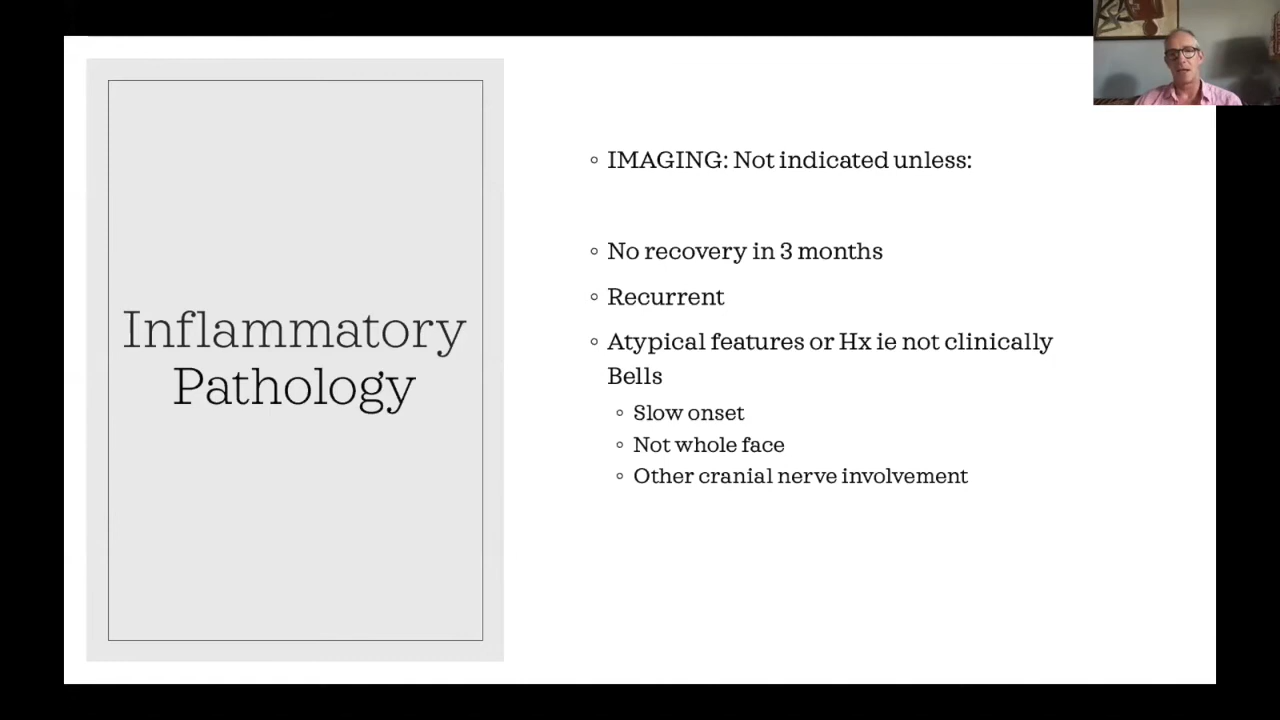 Inflammatory
Pathology
IMAGING: Not indicated unless:
No recovery in 3 months
Recurrent
Atypical features or Hx ie not clinically
Bells
Slow onset
Not whole face
Other cranial nerve involvement